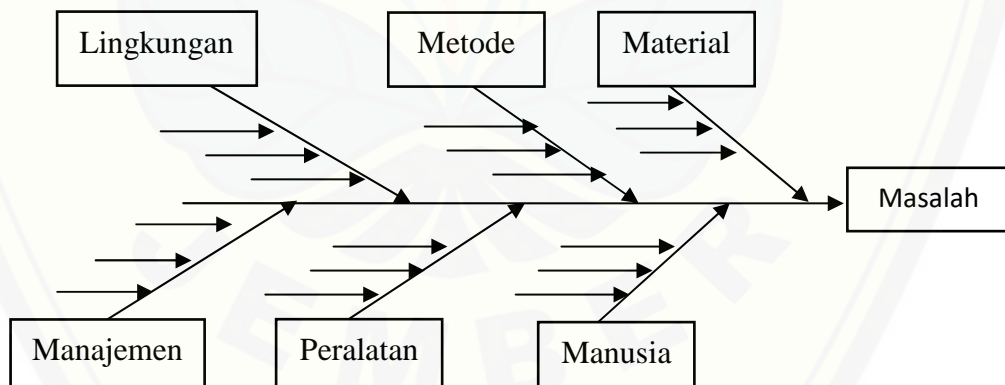 Lingkungan
Metode
Material
Masalah
Manajemen
Peralatan
Manusia